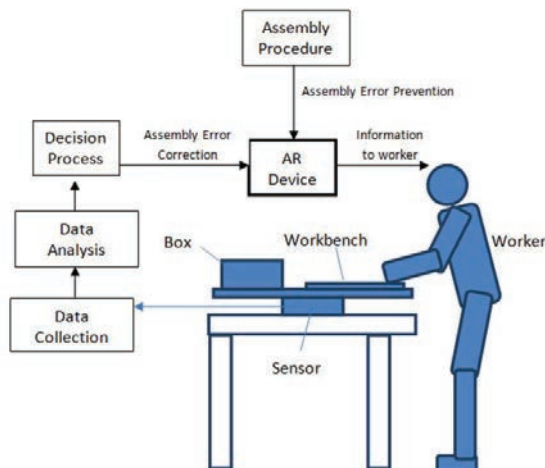 Assembly
Procedure
Assembly Error Prevention
Decision
Process
Assembly Error
Correction
AR
Device
Information
to worker
Data
Analysis
Box
Workbench
Worker
Data
Collection
Sensor